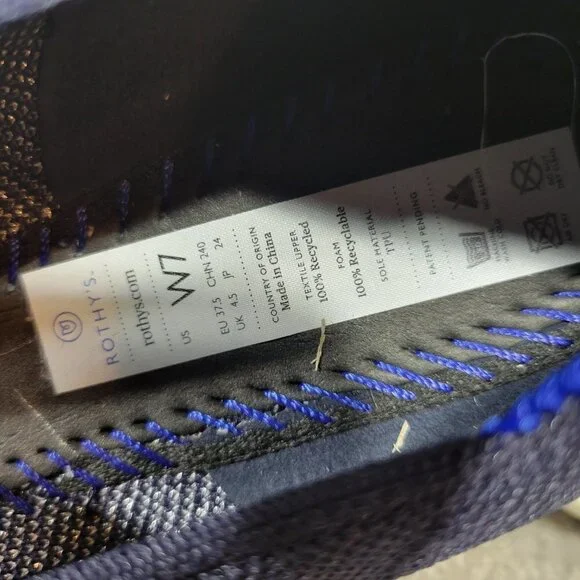 ROTHY'S.
rothys.com
US
W7
EU 37.5 CHN 240
UK 4.5 JP 24
COUNTRY OF ORIGIN
Made in China
TEXTILE UPPER
100% Recycled
FOAM
100% Recyclable
SOLE MATERIAL
TPU
PATENT PENDING